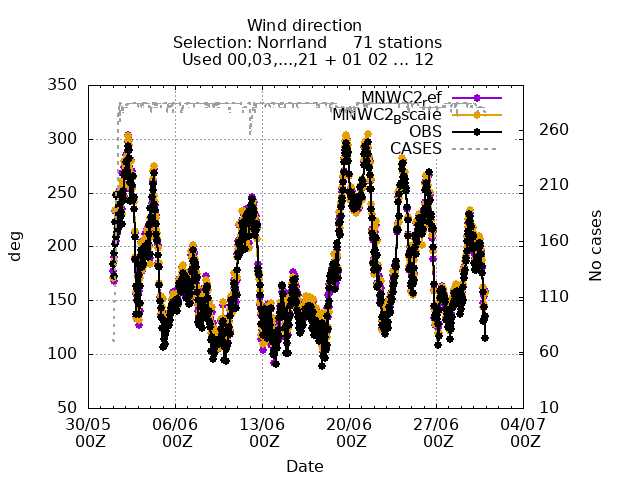 Wind direction
Selection: Norrland 71 stations
Used 00,03,...,21 + 01 02 ... 12
350
300
250
200
150
100
50
deg
MNWC2_ref
MNWC2_Bscale
OBS
CASES
260
210
160
110
60
10
No cases
30/05 06/06 13/06 20/06 27/06 04/07
00Z 00Z 00Z 00Z 00Z 00Z
Date